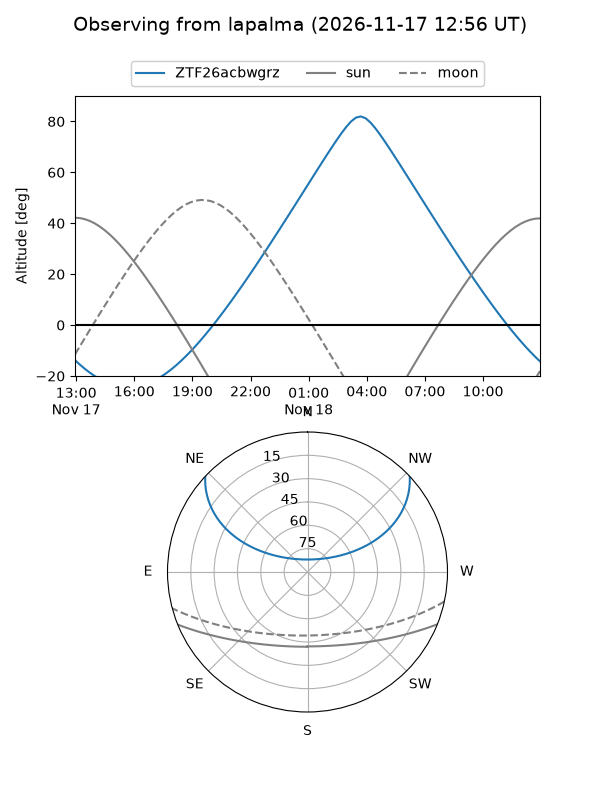 Observing from lapalma (2026-11-17 12:56 UT)
ZTF26acbwgrz sun moon
Altitude [deg]
80
60
40
20
0
−20
13:00 16:00 19:00 22:00 01:00 04:00 07:00 10:00
Nov 17 Nov 18
N
NE NW
15
30
45
60
75
E W
SE SW
S